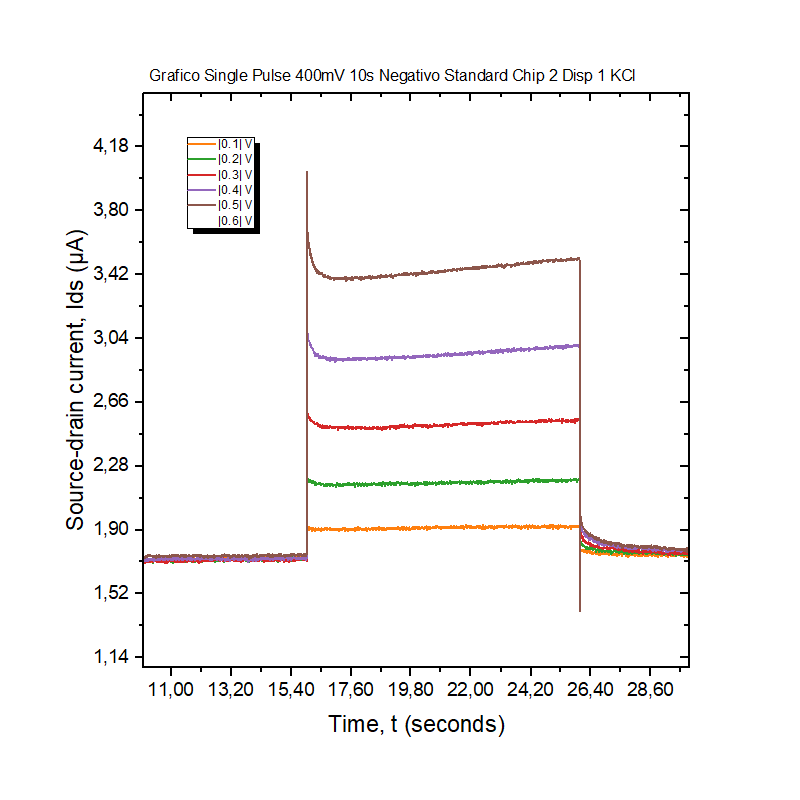 Grafico Single Pulse 400mV 10s Negativo Standard Chip 2 Disp 1 KCl
|0.1| V
|0.2| V
|0.3| V
|0.4| V
|0.5| V
|0.6| V
4,18
3,80
3,42
3,04
2,66
2,28
1,90
1,52
1,14
Source-drain current, Ids (µA)
11,00 13,20 15,40 17,60 19,80 22,00 24,20 26,40 28,60
Time, t (seconds)